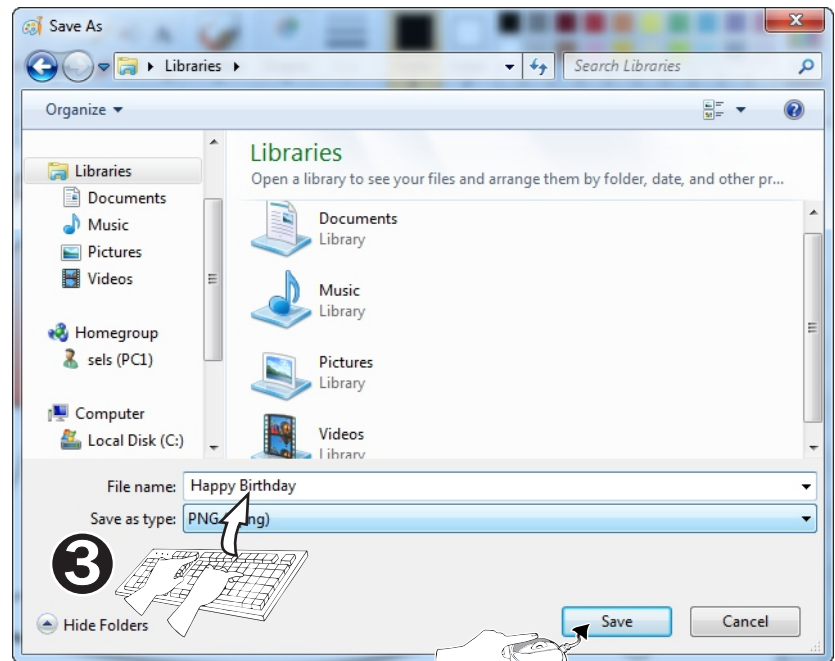 Save As
Libraries
Search Libraries
Organize
Libraries
Documents
Music
Pictures
Videos
Homegroup
sels (PC1)
Computer
Local Disk (C:)
Libraries
Open a library to see your files and arrange them by folder, date, and other pr...
Documents
Library
Music
Library
Pictures
Library
Videos
Library
File name: Happy Birthday
Save as type: PNG ng)
3
Hide Folders
Save
Cancel